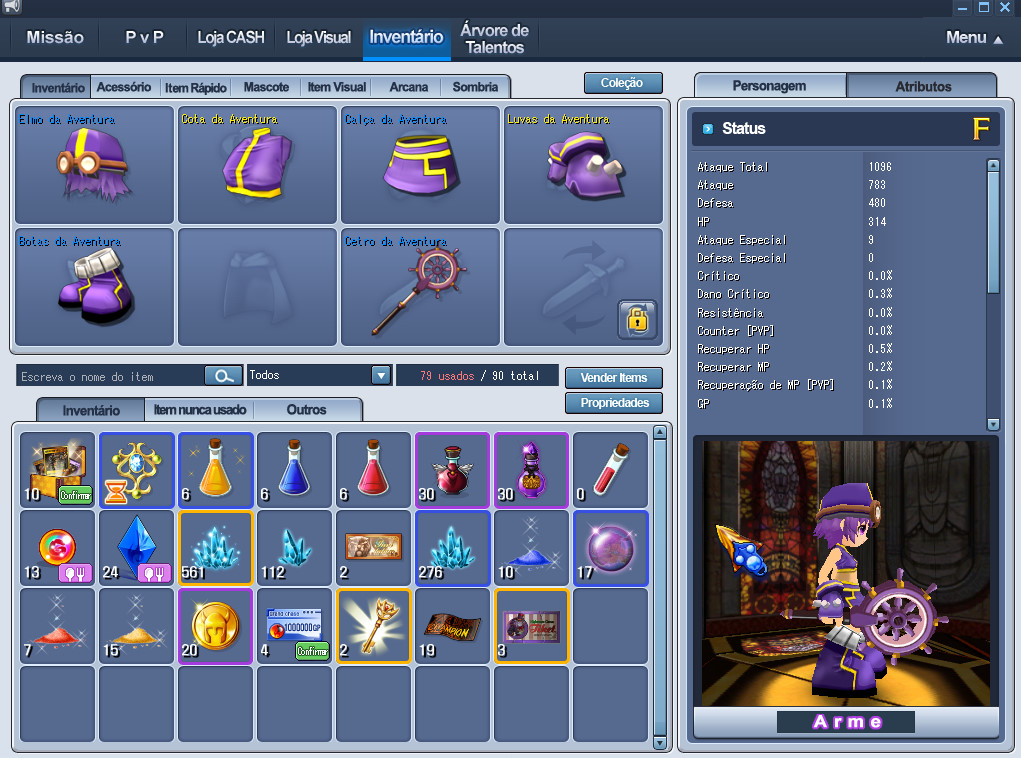 Missão
P v P
Loja CASH
Loja Visual
Inventário
Árvore de
Talentos
Menu
Inventário
Acessório
Item Rápido
Mascote
Item Visual
Arcana
Sombria
Coleção
Elmo da Aventura
Cota da Aventura
Calça da Aventura
Luvas da Aventura
Botas da Aventura
Cetro da Aventura
Escreva o nome do item
Todos
79 usados / 90 total
Vender Items
Propriedades
Inventário
Item nunca usado
Outros
10
Confirmar
6
6
6
30
30
0
13
24
561
112
2
276
10
17
7
15
20
1000000GP
4
Confirmar
2
19
3
Personagem
Atributos
Status
F
Ataque Total 1096
Ataque 783
Defesa 480
HP 314
Ataque Especial 9
Defesa Especial 0
Crítico 0.0%
Dano Crítico 0.3%
Resistência 0.0%
Counter [PVP] 0.0%
Recuperar HP 0.5%
Recuperar MP 0.2%
Recuperação de MP [PVP] 0.1%
GP 0.1%
Arme